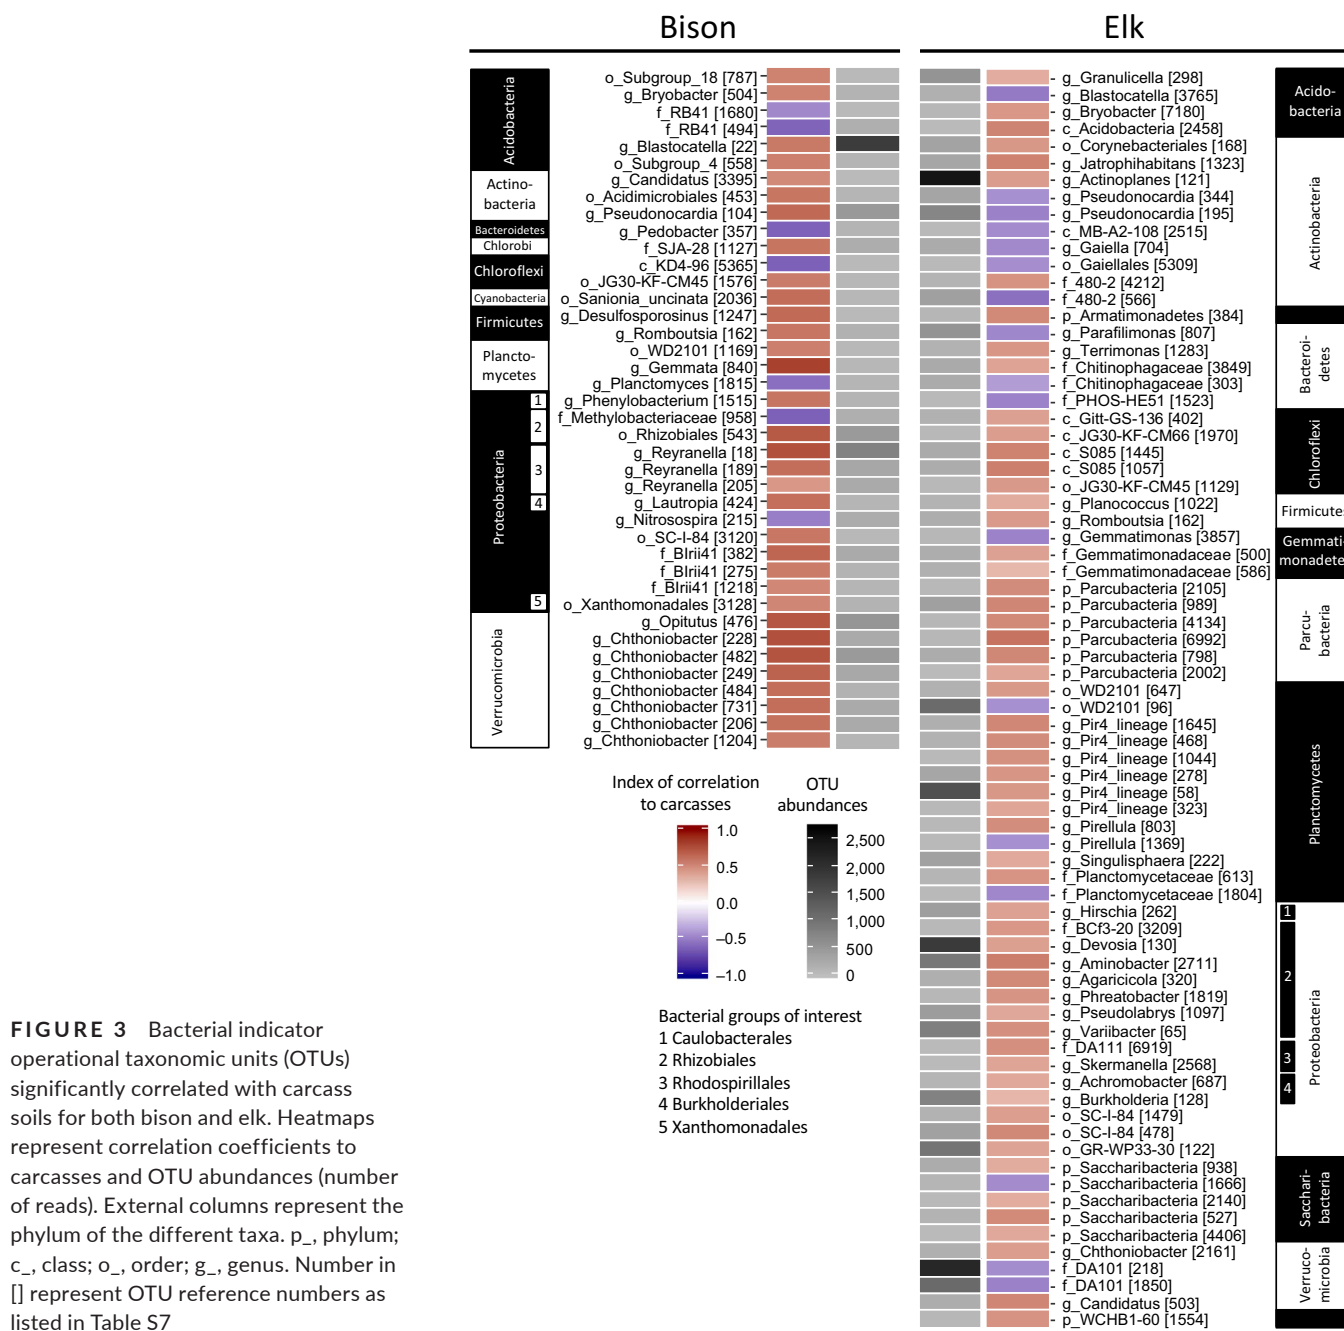 Bison
Elk
Acidobacteria
Actino-
bacteria
Bacteroidetes
Chlorobi
Chloroflexi
Cyanobacteria
Firmicutes
Plancto-
mycetes
Proteobacteria
1
2
3
4
5
Verrucomicrobia
o_Subgroup_18 [787]
g_Bryobacter [504]
f_RB41 [1680]
f_RB41 [494]
g_Blastocatella [22]
o_Subgroup_4 [558]
g_Candidatus [3395]
o_Acidimicrobiales [453]
g_Pseudonocardia [104]
g_Pedobacter [357]
f_SJA-28 [1127]
c_KD4-96 [5365]
o_JG30-KF-CM45 [1576]
o_Sanionia_uncinata [2036]
g_Desulfosporosinus [1247]
g_Romboutsia [162]
o_WD2101 [1169]
g_Gemmata [840]
g_Planctomyces [1815]
g_Phenylobacterium [1515]
f_Methylobacteriaceae [958]
o_Rhizobiales [543]
g_Reyranella [18]
g_Reyranella [189]
g_Reyranella [205]
g_Lautropia [424]
g_Nitrosospira [215]
o_SC-I-84 [3120]
f_BIrii41 [382]
f_BIrii41 [275]
f_BIrii41 [1218]
o_Xanthomonadales [3128]
g_Opitutus [476]
g_Chthoniobacter [228]
g_Chthoniobacter [482]
g_Chthoniobacter [249]
g_Chthoniobacter [484]
g_Chthoniobacter [731]
g_Chthoniobacter [206]
g_Chthoniobacter [1204]
g_Granulicella [298]
g_Blastocatella [3765]
g_Bryobacter [7180]
c_Acidobacteria [2458]
o_Corynebacteriales [168]
g_Jatrophihabitans [1323]
g_Actinoplanes [121]
g_Pseudonocardia [344]
g_Pseudonocardia [195]
c_MB-A2-108 [2515]
g_Gaiella [704]
o_Gaiellales [5309]
f_480-2 [4212]
f_480-2 [566]
p_Armatimonadetes [384]
g_Parafilimonas [807]
g_Terrimonas [1283]
f_Chitinophagaceae [3849]
f_Chitinophagaceae [303]
f_PHOS-HE51 [1523]
c_Gitt-GS-136 [402]
c_JG30-KF-CM66 [1970]
c_S085 [1445]
c_S085 [1057]
o_JG30-KF-CM45 [1129]
g_Planococcus [1022]
g_Romboutsia [162]
g_Gemmatimonas [3857]
f_Gemmatimonadaceae [500]
f_Gemmatimonadaceae [586]
p_Parcubacteria [2105]
p_Parcubacteria [989]
p_Parcubacteria [4134]
p_Parcubacteria [6992]
p_Parcubacteria [798]
p_Parcubacteria [2002]
o_WD2101 [647]
o_WD2101 [96]
g_Pir4_lineage [1645]
g_Pir4_lineage [468]
g_Pir4_lineage [1044]
g_Pir4_lineage [278]
g_Pir4_lineage [58]
g_Pir4_lineage [323]
g_Pirellula [803]
g_Pirellula [1369]
g_Singulisphaera [222]
f_Planctomycetaceae [613]
f_Planctomycetaceae [1804]
g_Hirschia [262]
f_BCf3-20 [3209]
g_Devosia [130]
g_Aminobacter [2711]
g_Agaricicola [320]
g_Phreatobacter [1819]
g_Pseudolabrys [1097]
g_Variibacter [65]
f_DA111 [6919]
g_Skermanella [2568]
g_Achromobacter [687]
g_Burkholderia [128]
o_SC-I-84 [1479]
o_SC-I-84 [478]
o_GR-WP33-30 [122]
p_Saccharibacteria [938]
p_Saccharibacteria [1666]
p_Saccharibacteria [2140]
p_Saccharibacteria [527]
p_Saccharibacteria [4406]
g_Chthoniobacter [2161]
f_DA101 [218]
f_DA101 [1850]
g_Candidatus [503]
p_WCHB1-60 [1554]
Acido-
bacteria
Actinobacteria
Bacteroi-
detes
Chloroflexi
Firmicutes
Gemmati-
monadete
Parcu-
bacteria
Planctomycetes
1
2
3
4
Proteobacteria
Sacchari-
bacteria
Verruco-
microbia
Index of correlation
to carcasses
1.0
0.5
0.0
–0.5
–1.0
OTU
abundances
2,500
2,000
1,500
1,000
500
0
Bacterial groups of interest
1 Caulobacterales
2 Rhizobiales
3 Rhodospirillales
4 Burkholderiales
5 Xanthomonadales
FIGURE 3 Bacterial indicator
operational taxonomic units (OTUs)
significantly correlated with carcass
soils for both bison and elk. Heatmaps
represent correlation coefficients to
carcasses and OTU abundances (number
of reads). External columns represent the
phylum of the different taxa. p_, phylum;
c_, class; o_, order; g_, genus. Number in
[] represent OTU reference numbers as
listed in Table S7